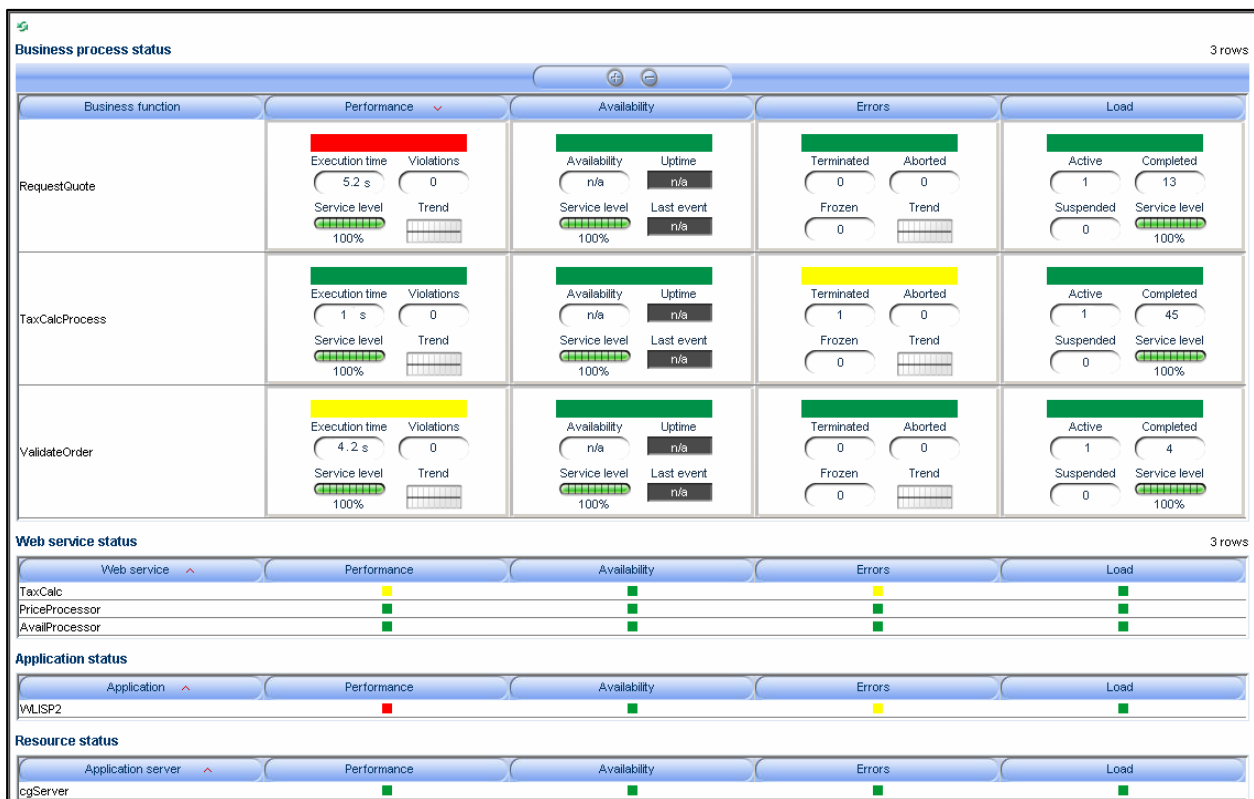 Business process status 3 rows
Business function Performance Availability Errors Load
Execution time Violations Availability Uptime Terminated Aborted Active Completed
5.2 s 0 n/a n/a 0 0 1 13
RequestQuote
Service level Trend Service level Last event Frozen Trend Suspended Service level
n/a 0 0
100% 100% 100%
Execution time Violations Availability Uptime Terminated Aborted Active Completed
1 s 0 n/a n/a 1 0 1 45
TaxCalcProcess
Service level Trend Service level Last event Frozen Trend Suspended Service level
n/a 0 0
100% 100% 100%
Execution time Violations Availability Uptime Terminated Aborted Active Completed
4.2 s 0 n/a n/a 0 0 1 4
ValidateOrder
Service level Trend Service level Last event Frozen Trend Suspended Service level
n/a 0 0
100% 100% 100%
Web service status 3 rows
Web service Performance Availability Errors Load
TaxCalc
PriceProcessor
AvailProcessor
Application status
Application Performance Availability Errors Load
WLISP2
Resource status
Application server Performance Availability Errors Load
cgServer